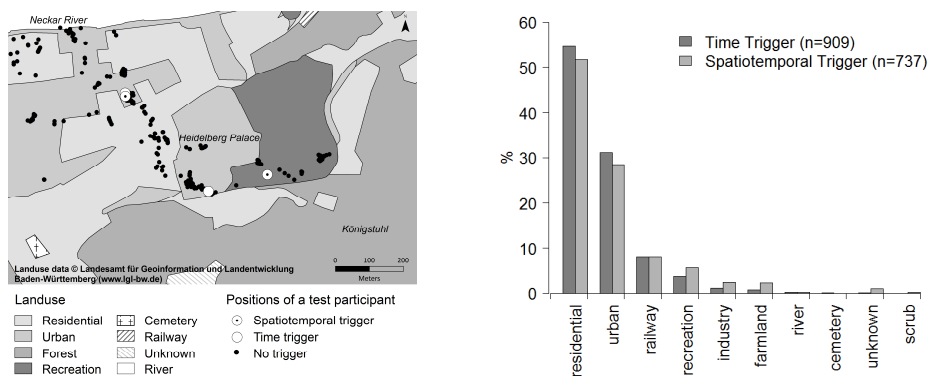 Neckar River
N
Heidelberg Palace
Königstuhl
Landuse data © Landesamt für Geoinformation und Landentwicklung
Baden-Württemberg (www.lgl-bw.de)
0 100 200
Meters
Landuse
Residential
Urban
Forest
Recreation
Cemetery
Railway
Unknown
River
Positions of a test participant
Spatiotemporal trigger
Time trigger
No trigger
60
50
40
30
20
10
0
%
Time Trigger (n=909)
Spatiotemporal Trigger (n=737)
residential
urban
railway
recreation
industry
farmland
river
cemetery
unknown
scrub